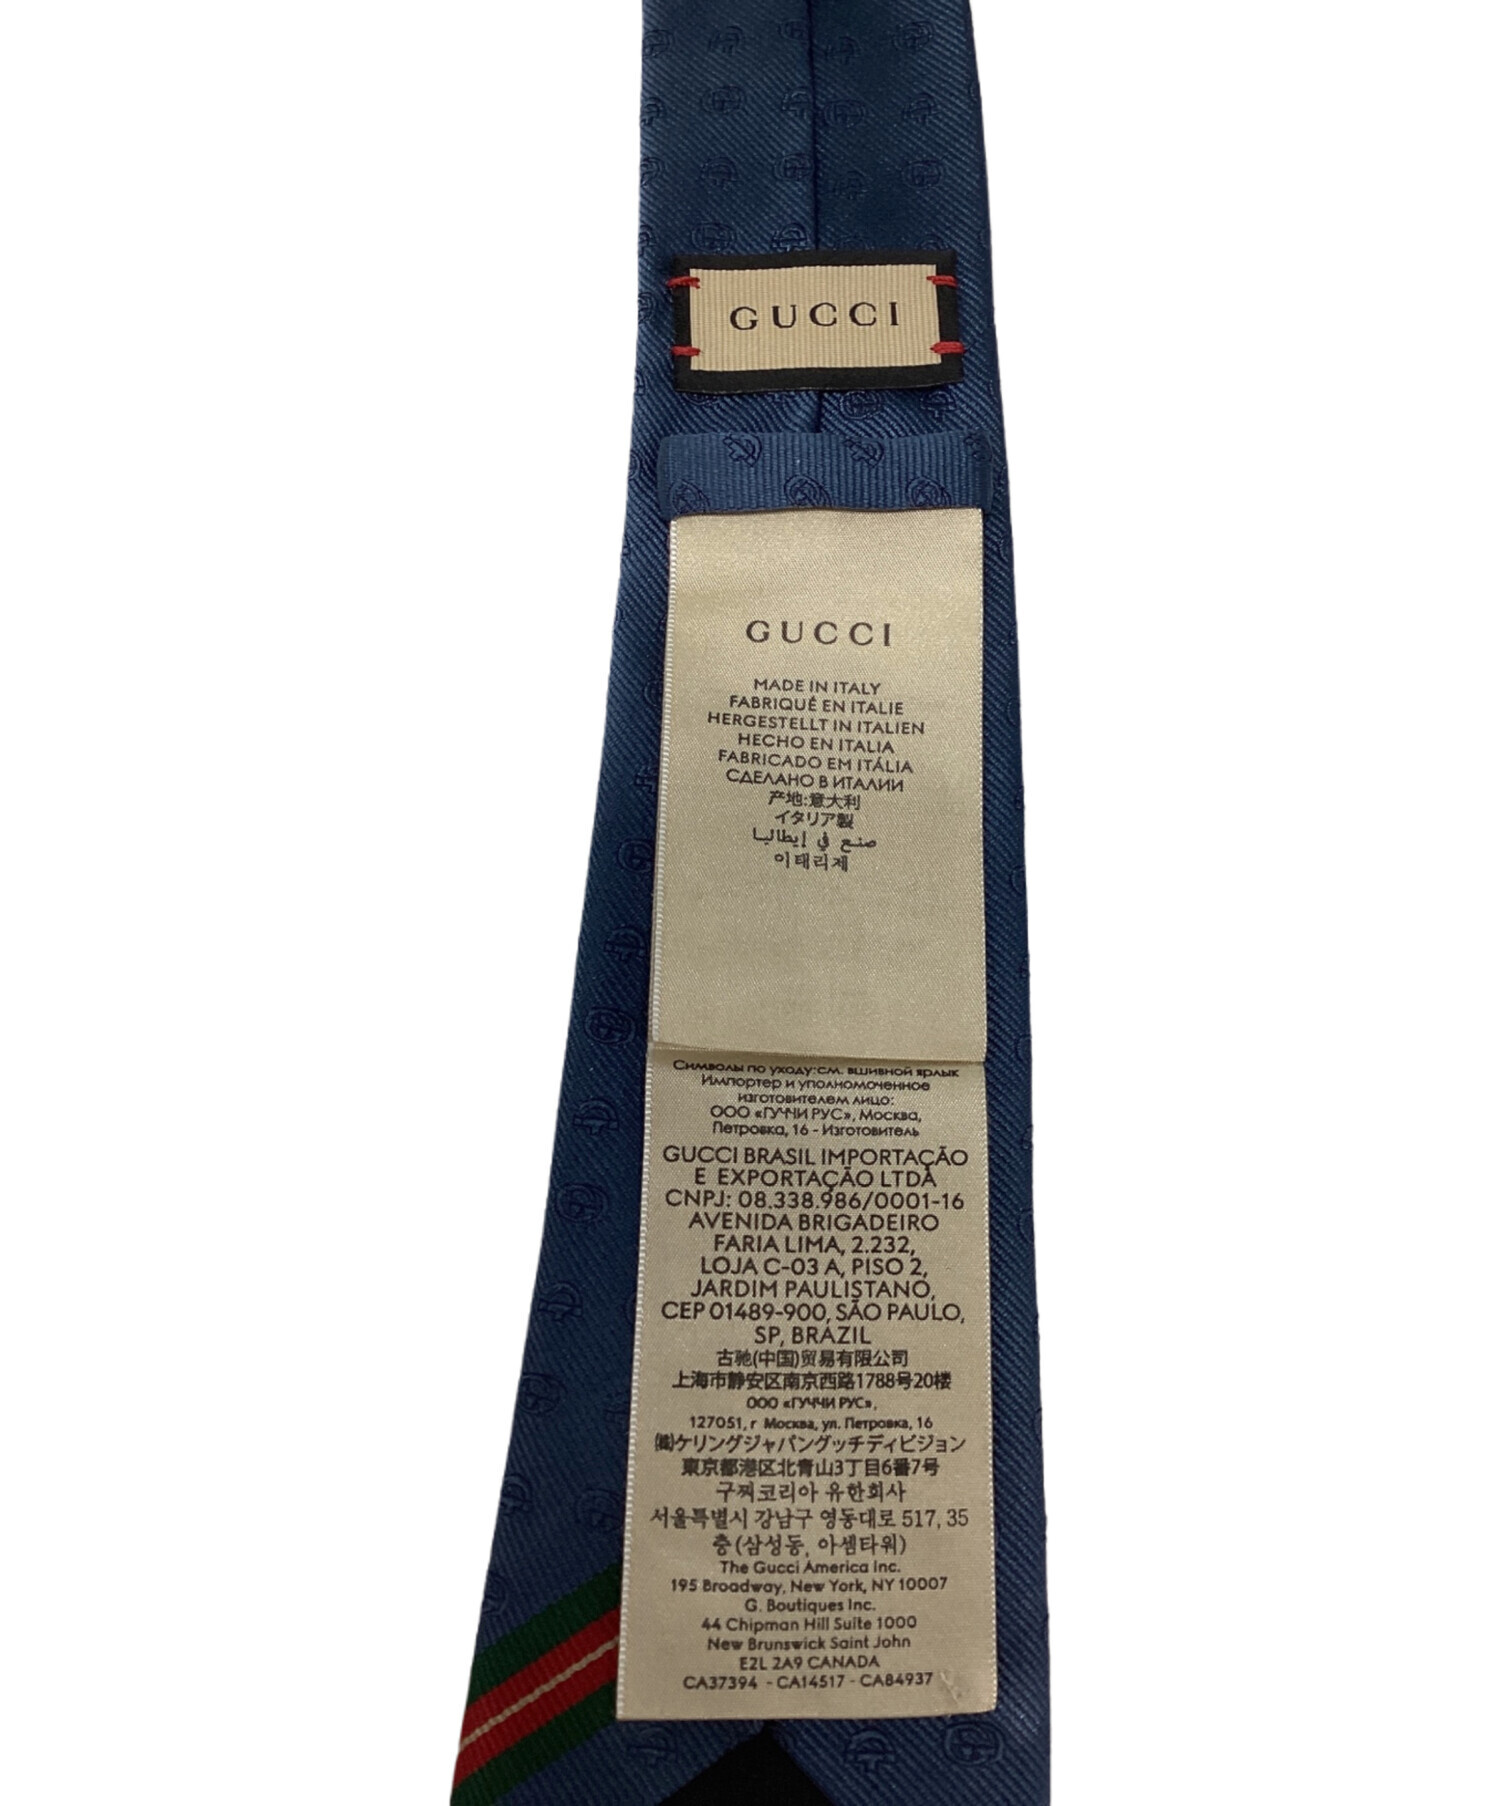 GUCCI
GUCCI
MADE IN ITALY
FABRIQUÉ EN ITALIE
HERGESTELLT IN ITALIEN
HECHO EN ITALIA
FABRICADO EM ITÁLIA
СДЕЛАНО В ИТАЛИИ
产地:意大利
イタリア製
صنع في إيطاليا
이태리제
Символы по уходу:см. вшивной ярлык
Импортер и уполномоченное
изготовителем лицо:
ООО «ГУЧЧИ РУС», Москва,
Петровка, 16 - Изготовитель
GUCCI BRASIL IMPORTAÇÃO
E EXPORTAÇÃO LTDA
CNPJ: 08.338.986/0001-16
AVENIDA BRIGADEIRO
FARIA LIMA, 2.232,
LOJA C-03 A, PISO 2,
JARDIM PAULISTANO,
CEP 01489-900, SÃO PAULO,
SP, BRAZIL
古驰(中国)贸易有限公司
上海市静安区南京西路1788号20楼
ООО «ГУЧЧИ РУС»,
127051, г Москва, ул. Петровка, 16
㈱ケリングジャパングッチディビジョン
東京都港区北青山3丁目6番7号
구찌코리아 유한회사
서울특별시 강남구 영동대로 517, 35
층(삼성동, 아셈타워)
The Gucci America Inc.
195 Broadway, New York, NY 10007
G. Boutiques Inc.
44 Chipman Hill Suite 1000
New Brunswick Saint John
E2L 2A9 CANADA
CA37394 - CA14517 - CA84937